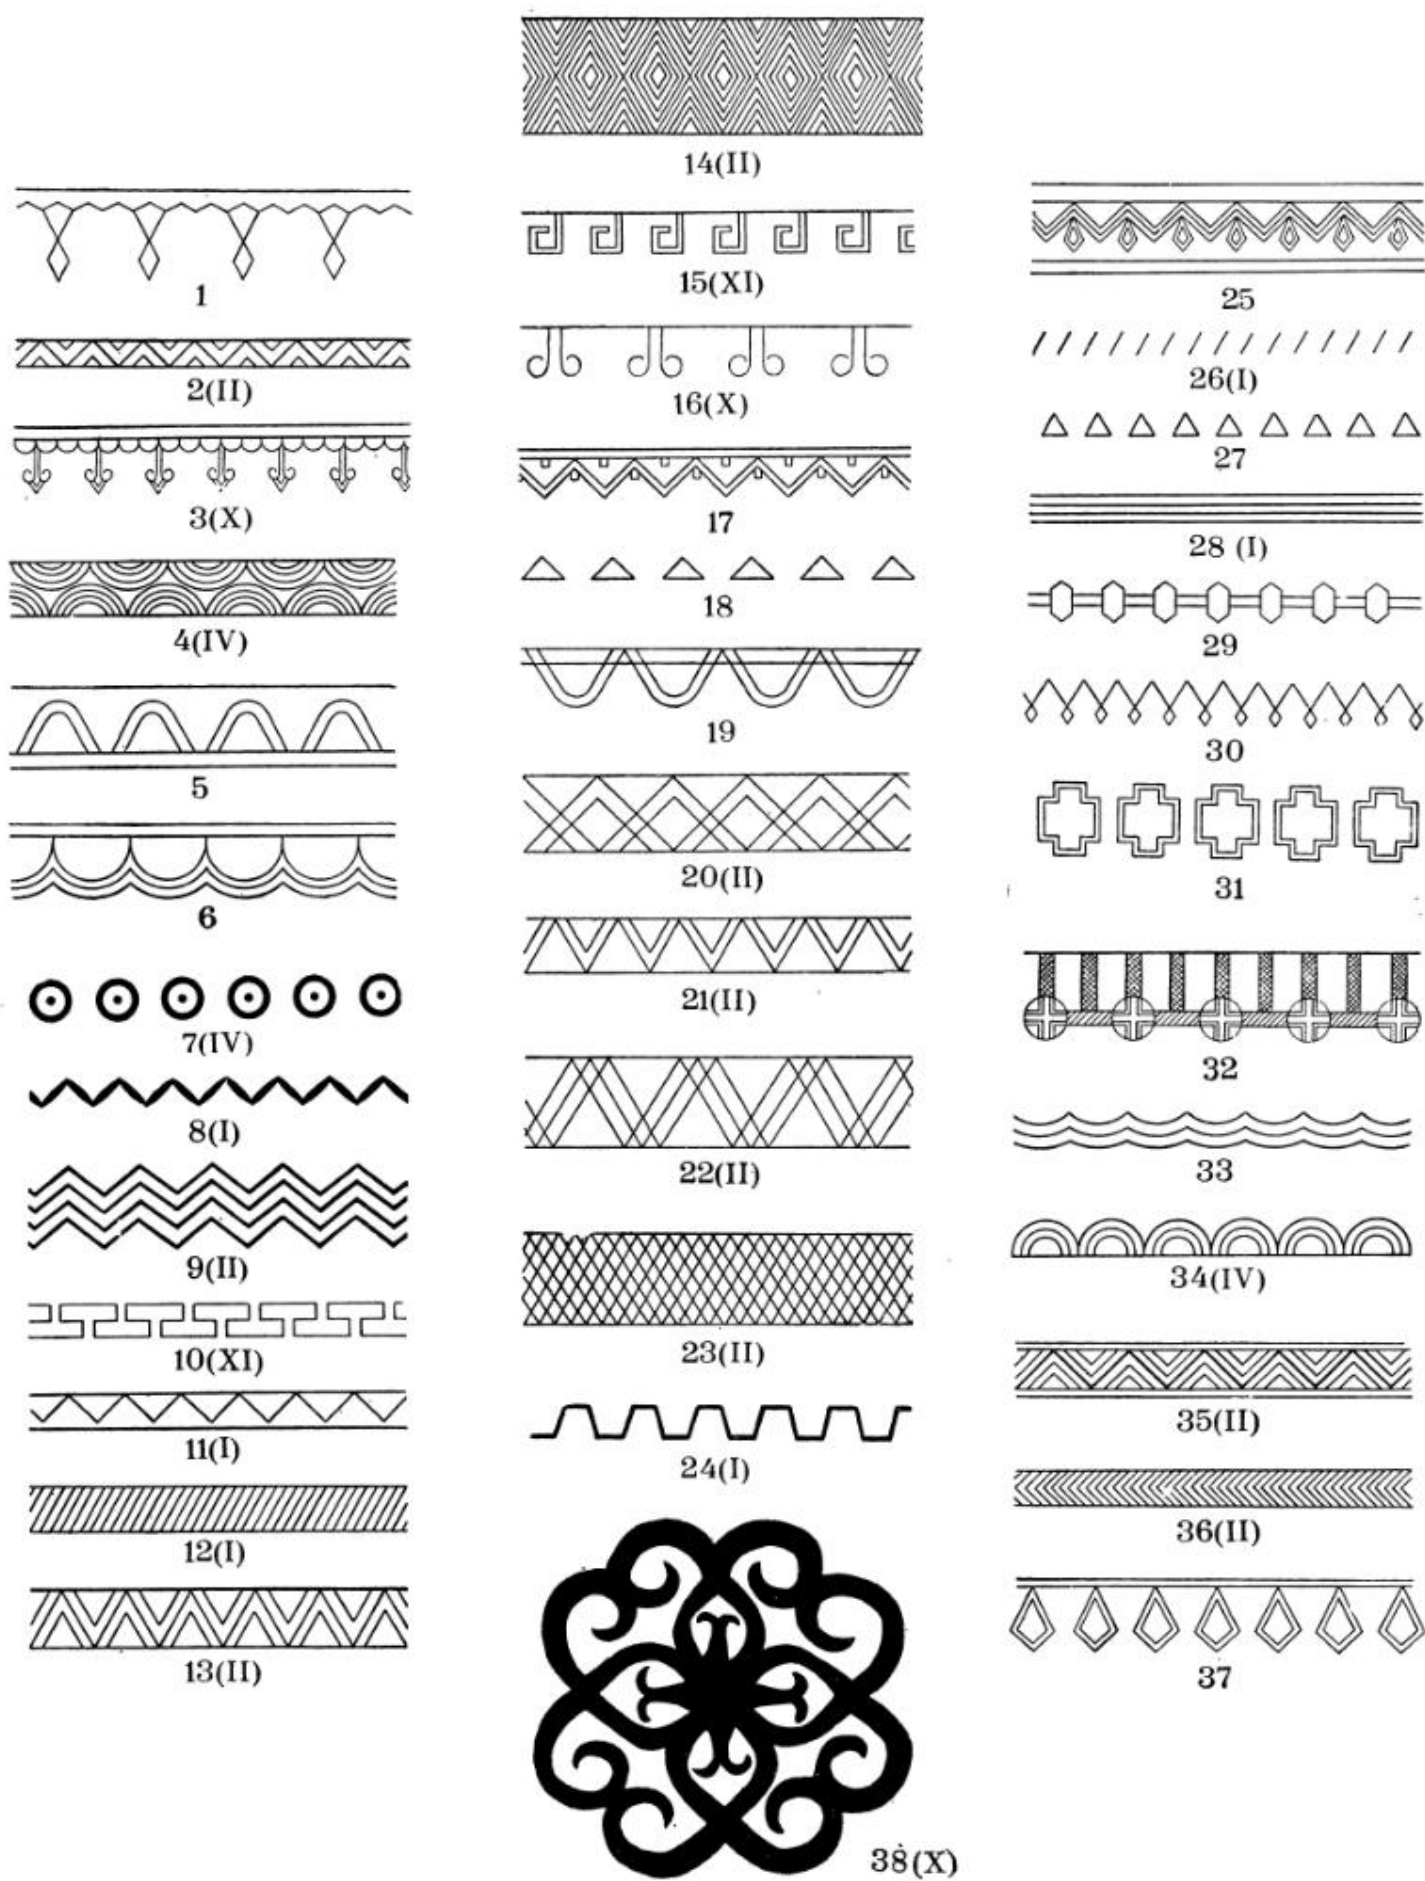 1
2(II)
3(X)
4(IV)
5
6
7(IV)
8(I)
9(II)
10(XI)
11(I)
12(I)
13(II)
14(II)
15(XI)
16(X)
17
18
19
20(II)
21(II)
22(II)
23(II)
24(I)
38(X)
25
26(I)
27
28 (I)
29
30
31
32
33
34(IV)
35(II)
36(II)
37